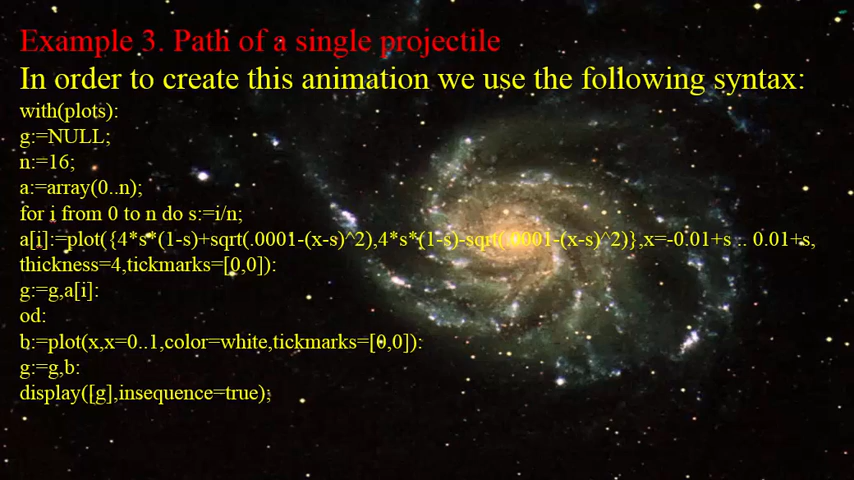 Example 3. Path of a single projectile
In order to create this animation we use the following syntax:
with(plots):
g:=NULL;
n:=16;
a:=array(0..n);
for i from 0 to n do s:=i/n;
a[i]:=plot({4*s*(1-s)+sqrt(.0001-(x-s)^2),4*s*(1-s)-sqrt(.0001-(x-s)^2)},x=-0.01+s .. 0.01+s,
thickness=4,tickmarks=[0,0]):
g:=g,a[i]:
od:
b:=plot(x,x=0..1,color=white,tickmarks=[0,0]):
g:=g,b:
display([g],insequence=true);